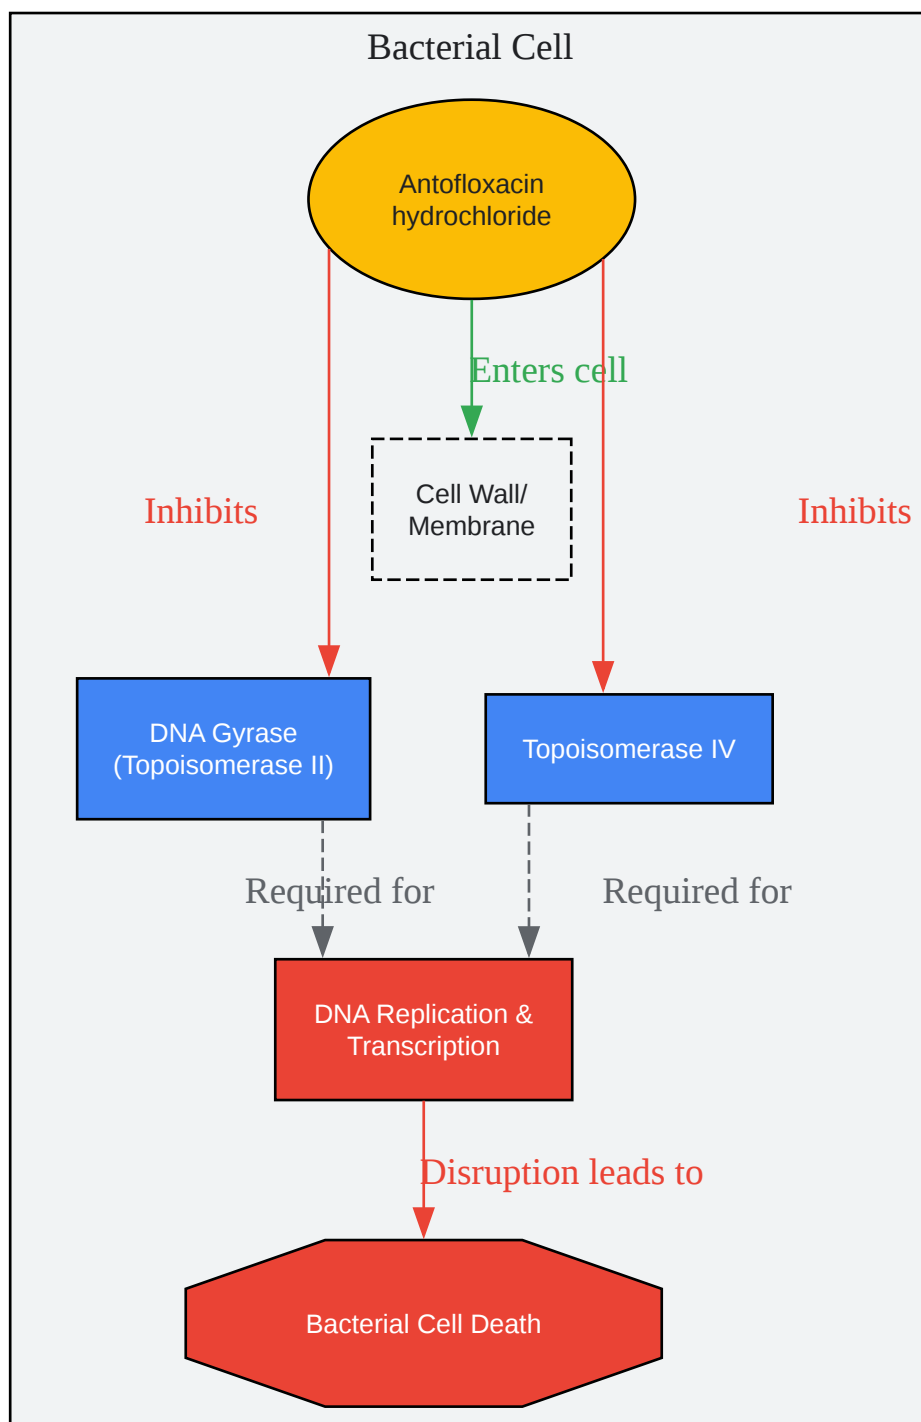 Bacterial Cell
Antofloxacin
hydrochloride
Enters cell
Cell Wall/
Membrane
Inhibits
Inhibits
DNA Gyrase
(Topoisomerase II)
Topoisomerase IV
Required for
Required for
DNA Replication &
Transcription
Disruption leads to
Bacterial Cell Death